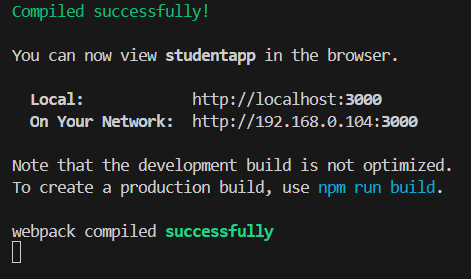 Compiled successfully!
You can now view studentapp in the browser.
Local: http://localhost:3000
On Your Network: http://192.168.0.104:3000
Note that the development build is not optimized.
To create a production build, use npm run build.
webpack compiled successfully